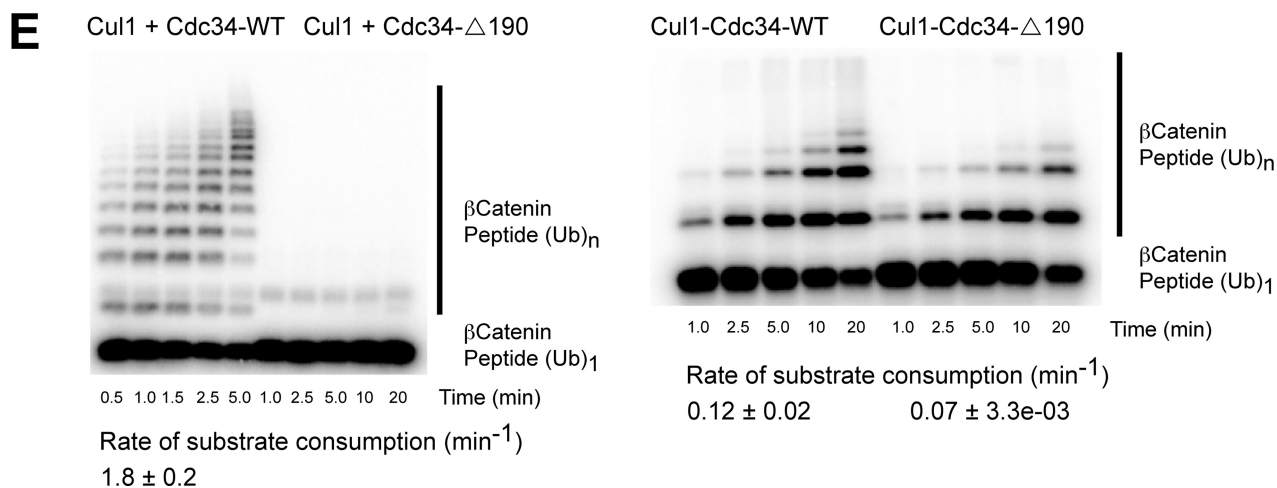 E
Cul1 + Cdc34-WT Cul1 + Cdc34-△190
βCatenin
Peptide (Ub)n
βCatenin
Peptide (Ub)1
0.5 1.0 1.5 2.5 5.0 1.0 2.5 5.0 10 20 Time (min)
Rate of substrate consumption (min-1)
1.8 ± 0.2
Cul1-Cdc34-WT Cul1-Cdc34-△190
βCatenin
Peptide (Ub)n
βCatenin
Peptide (Ub)1
1.0 2.5 5.0 10 20 1.0 2.5 5.0 10 20 Time (min)
Rate of substrate consumption (min-1)
0.12 ± 0.02 0.07 ± 3.3e-03